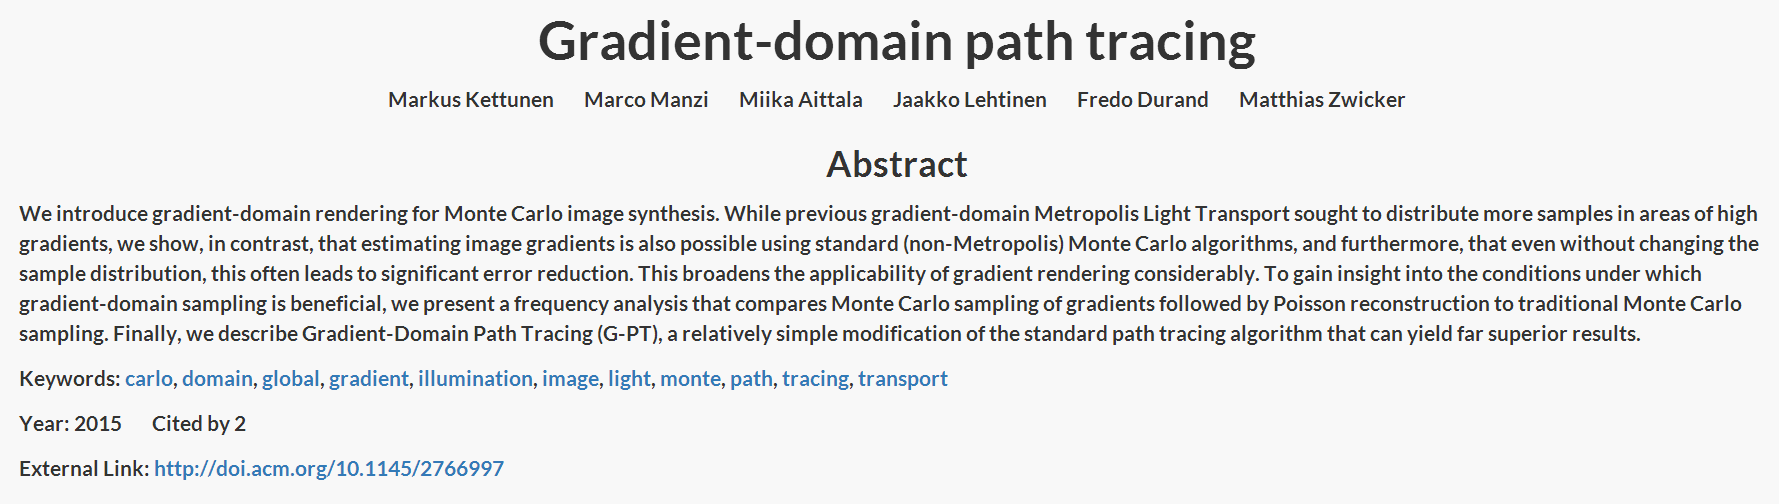 Gradient-domain path tracing
Markus Kettunen Marco Manzi Miika Aittala Jaakko Lehtinen Fredo Durand Matthias Zwicker
Abstract
We introduce gradient-domain rendering for Monte Carlo image synthesis. While previous gradient-domain Metropolis Light Transport sought to distribute more samples in areas of high
gradients, we show, in contrast, that estimating image gradients is also possible using standard (non-Metropolis) Monte Carlo algorithms, and furthermore, that even without changing the
sample distribution, this often leads to significant error reduction. This broadens the applicability of gradient rendering considerably. To gain insight into the conditions under which
gradient-domain sampling is beneficial, we present a frequency analysis that compares Monte Carlo sampling of gradients followed by Poisson reconstruction to traditional Monte Carlo
sampling. Finally, we describe Gradient-Domain Path Tracing (G-PT), a relatively simple modification of the standard path tracing algorithm that can yield far superior results.
Keywords: carlo, domain, global, gradient, illumination, image, light, monte, path, tracing, transport
Year: 2015 Cited by 2
External Link: http://doi.acm.org/10.1145/2766997